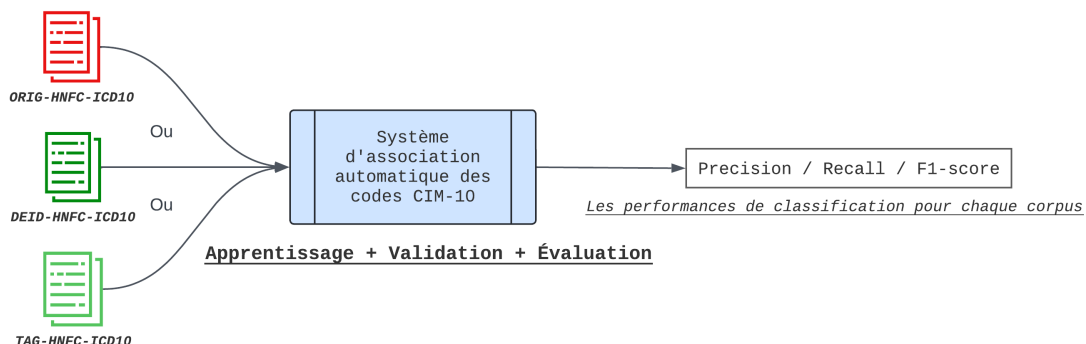 ORIG-HNFC-ICD10
Ou
DEID-HNFC-ICD10
Ou
TAG-HNFC-ICD10
Système
d'association
automatique des
codes CIM-10
Apprentissage + Validation + Évaluation
Precision / Recall / F1-score
Les performances de classification pour chaque corpus